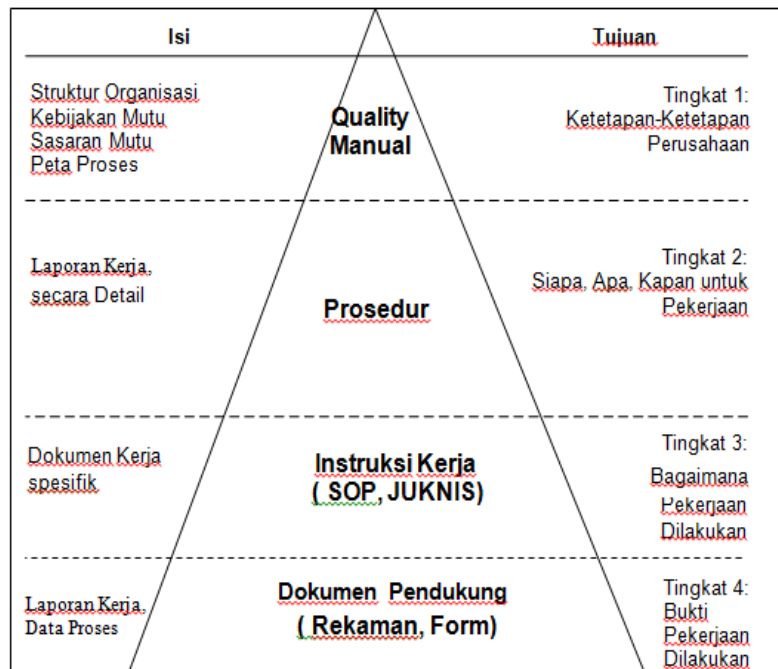 Isi
Tujuan
Struktur Organisasi
Kebijakan Mutu
Sasaran Mutu
Peta Proses
Quality
Manual
Tingkat 1:
Ketetapan-Ketetapan
Perusahaan
Laporan Kerja,
secara Detail
Prosedur
Tingkat 2:
Siapa, Apa, Kapan untuk
Pekerjaan
Dokumen Kerja
spesifik
Instruksi Kerja
( SOP, JUKNIS)
Tingkat 3:
Bagaimana
Pekerjaan
Dilakukan
Laporan Kerja,
Data Proses
Dokumen Pendukung
( Rekaman, Form)
Tingkat 4:
Bukti
Pekerjaan
Dilakukan